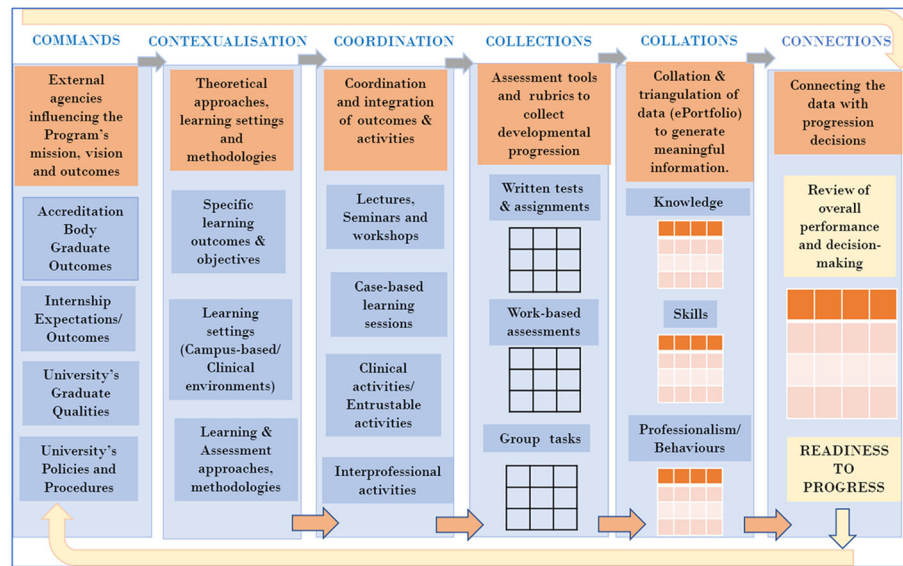 COMMANDS
CONTEXUALISATION
COORDINATION
COLLECTIONS
COLLATIONS
CONNECTIONS
External
agencies
influencing the
Program's
mission, vision
and outcomes
Accreditation
Body
Graduate
Outcomes
Internship
Expectations/
Outcomes
University's
Graduate
Qualities
University's
Policies and
Procedures
Theoretical
approaches,
learning settings
and
methodologies
Specific
learning
outcomes &
objectives
Learning
settings
(Campus-based/
Clinical
environments)
Learning &
Assessment
approaches,
methodologies
Coordination
and integration
of outcomes &
activities
Lectures,
Seminars and
workshops
Case-based
learning
sessions
Clinical
activities/
Entrustable
activities
Interprofessional
activities
Assessment tools
and rubrics to
collect
developmental
progression
Written tests
& assignments
Work-based
assessments
Group tasks
Collation &
triangulation of
data (ePortfolio)
to generate
meaningful
information.
Knowledge
Skills
Professionalism/
Behaviours
Connecting the
data with
progression
decisions
Review of
overall
performance
and decision-
making
READINESS
TO
PROGRESS